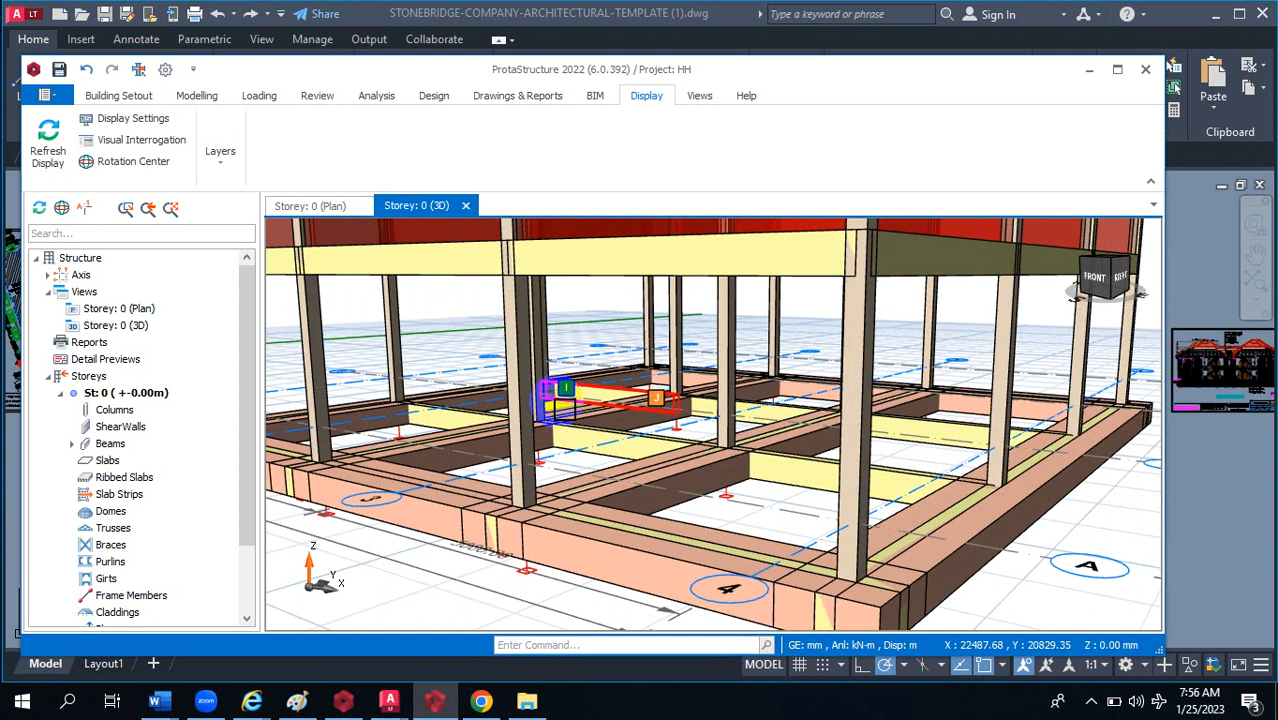 A LT
Share
STONEBRIDGE-COMPANY-ARCHITECTURAL-TEMPLATE (1).dwg
Type a keyword or phrase
Sign In
Home
Insert
Annotate
Parametric
View
Manage
Output
Collaborate
ProtaStructure 2022 (6.0.392) / Project: HH
Building Setout
Modelling
Loading
Review
Analysis
Design
Drawings & Reports
BIM
Display
Views
Help
Paste
Clipboard
Refresh Display
Display Settings
Visual Interrogation
Rotation Center
Layers
Storey: 0 (Plan)
Storey: 0 (3D)
Search...
Structure
Axis
Views
Storey: 0 (Plan)
Storey: 0 (3D)
Reports
Detail Previews
Storeys
St: 0 ( +-0.00m)
Columns
ShearWalls
Beams
Slabs
Ribbed Slabs
Slab Strips
Domes
Trusses
Braces
Purlins
Girts
Frame Members
Claddings
FRONT
RIGHT
I
J
4
A
Z
Y
X
Enter Command...
GE: mm , Anl: kN-m , Disp: m
X : 22487.68 , Y : 20829.35
Z : 0.00 mm
Model
Layout1
MODEL
1:1
7:56 AM
1/25/2023
3